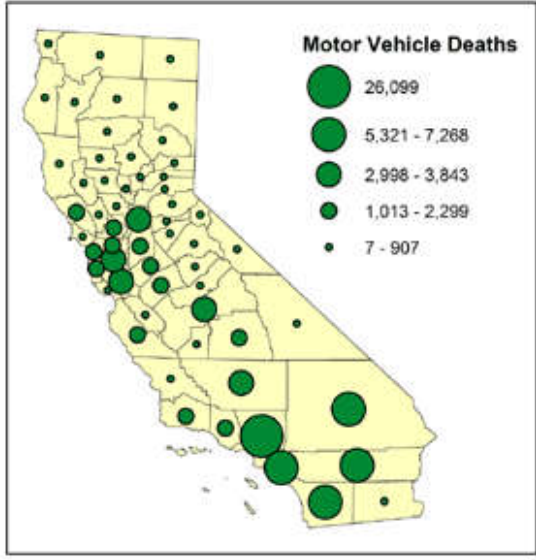 Motor Vehicle Deaths
26,099
5,321 - 7,268
2,998 - 3,843
1,013 - 2,299
7 - 907